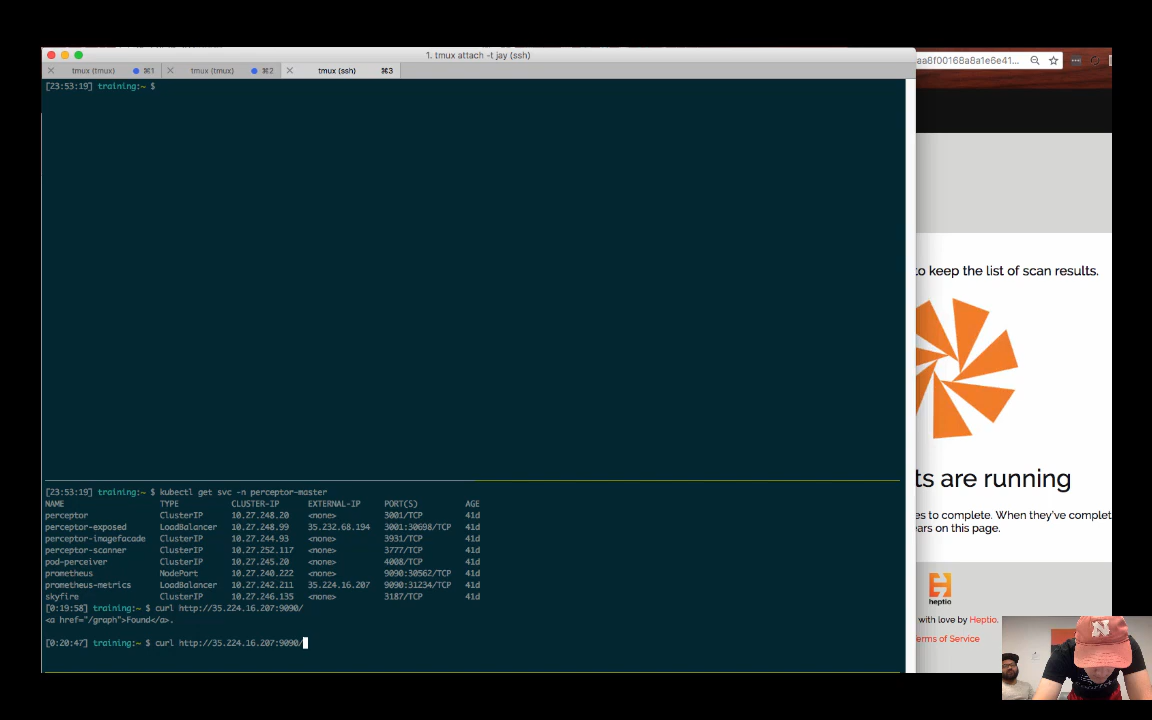 1. tmux attach -t jay (ssh)
tmux (tmux) ⌘1 tmux (tmux) ⌘2 tmux (ssh) ⌘3
aa8f00168a8a1e6e41...
[23:53:19] training:~ $
to keep the list of scan results.
ts are running
es to complete. When they've complet
ars on this page.
heptio
with love by Heptio.
erms of Service
[23:53:19] training:~ $ kubectl get svc -n perceptor-master
NAME TYPE CLUSTER-IP EXTERNAL-IP PORT(S) AGE
perceptor ClusterIP 10.27.248.20 <none> 3001/TCP 41d
perceptor-exposed LoadBalancer 10.27.248.99 35.232.68.194 3001:30698/TCP 41d
perceptor-imagefacade ClusterIP 10.27.244.93 <none> 3931/TCP 41d
perceptor-scanner ClusterIP 10.27.252.117 <none> 3777/TCP 41d
pod-perceiver ClusterIP 10.27.245.20 <none> 4008/TCP 41d
prometheus NodePort 10.27.240.222 <none> 9090:30562/TCP 41d
prometheus-metrics LoadBalancer 10.27.242.211 35.224.16.207 9090:31234/TCP 41d
skyfire ClusterIP 10.27.246.135 <none> 3187/TCP 41d
[0:19:58] training:~ $ curl http://35.224.16.207:9090/
<a href="/graph">Found</a>.
[0:20:47] training:~ $ curl http://35.224.16.207:9090/
N